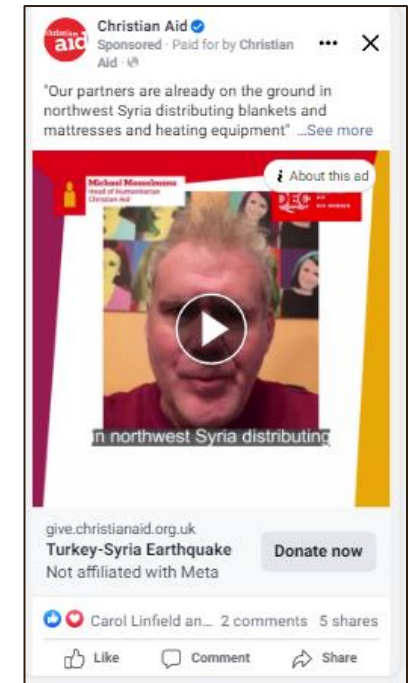 christian
aid
Christian Aid
Sponsored · Paid for by Christian
Aid ·
"Our partners are already on the ground in
northwest Syria distributing blankets and
mattresses and heating equipment" ...See more
i About this ad
Michael Mosselmans
Head of Humanitarian
Christian Aid
DEC
in northwest Syria distributing
give.christianaid.org.uk
Turkey-Syria Earthquake
Not affiliated with Meta
Donate now
Carol Linfield an... 2 comments 5 shares
Like Comment Share